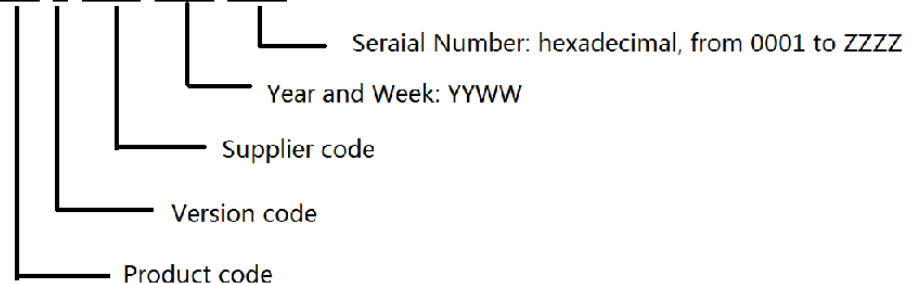 Seraial Number: hexadecimal, from 0001 to ZZZZ
Year and Week: YYWW
Supplier code
Version code
Product code